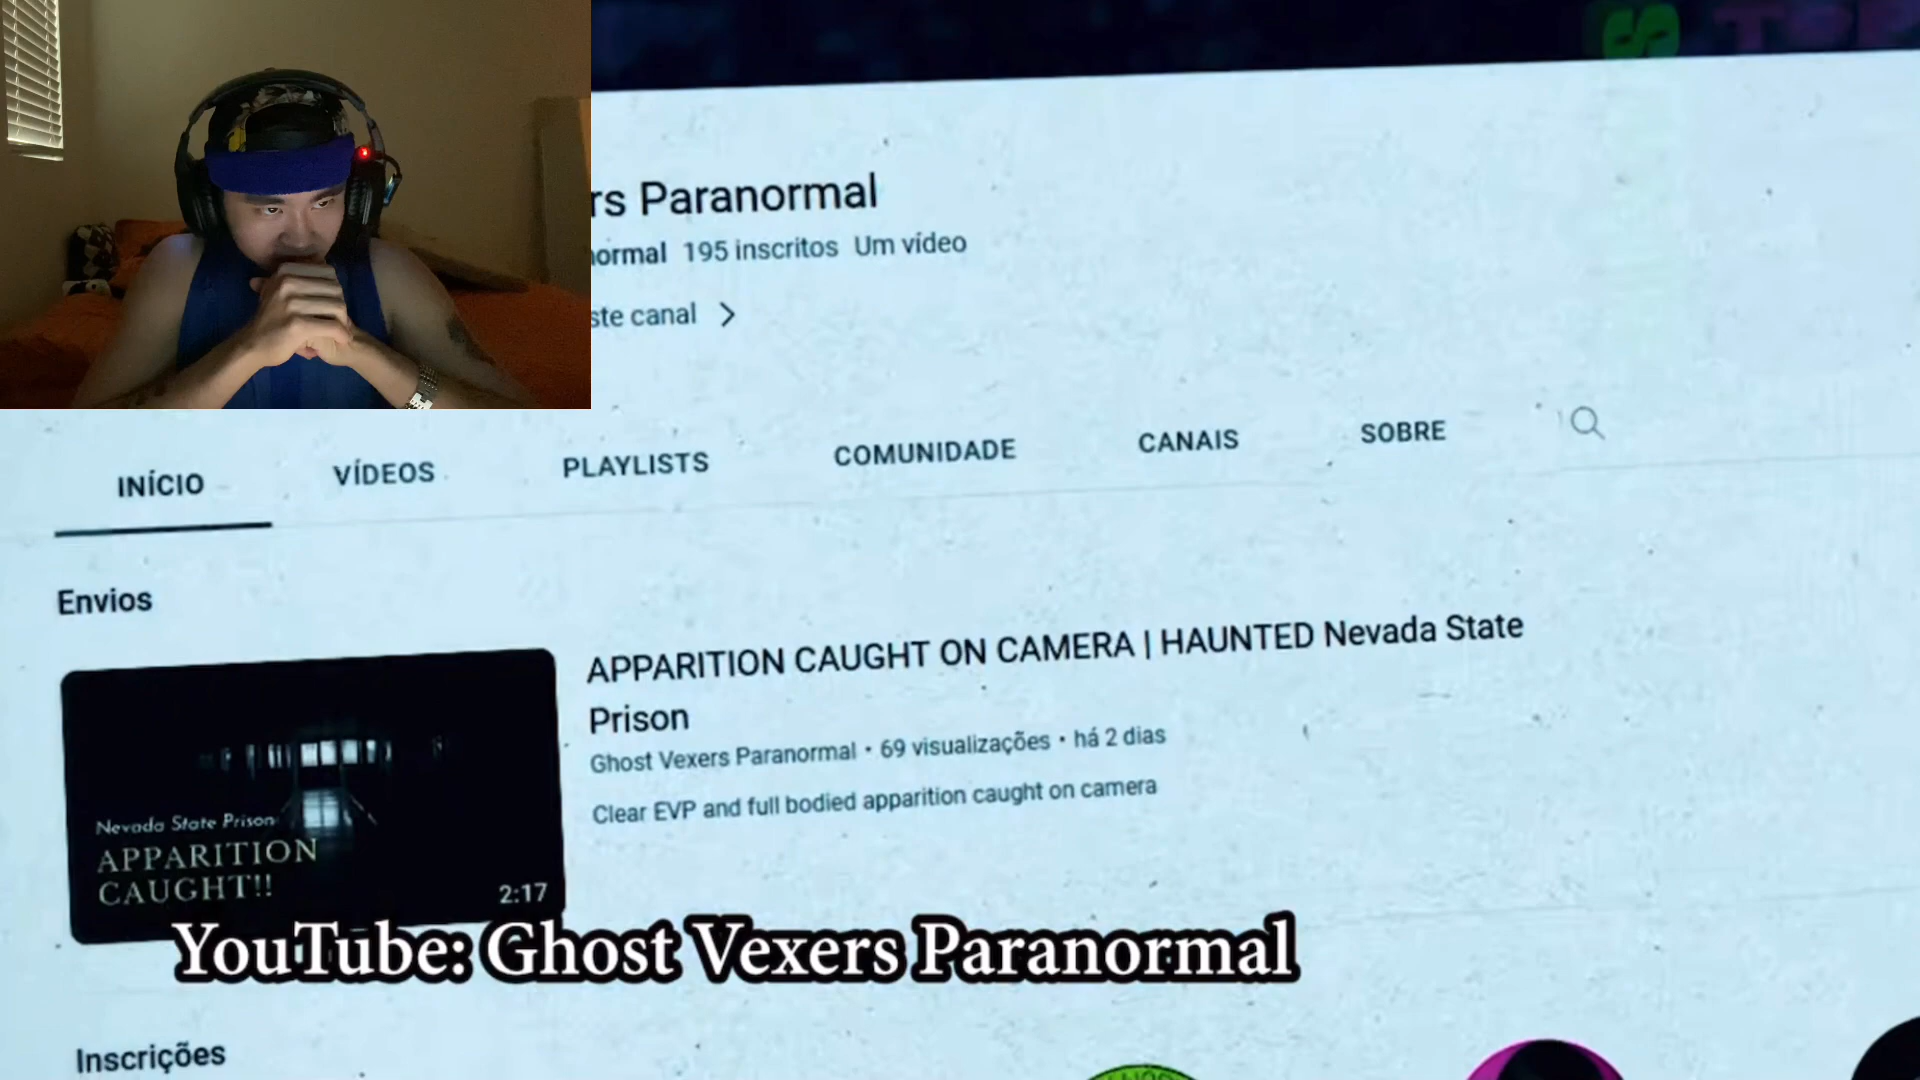 rs Paranormal
normal 195 inscritos Um vídeo
ste canal
INÍCIO VÍDEOS PLAYLISTS COMUNIDADE CANAIS SOBRE
Envios
APPARITION CAUGHT ON CAMERA | HAUNTED Nevada State
Prison
Ghost Vexers Paranormal • 69 visualizações • há 2 dias
Clear EVP and full bodied apparition caught on camera
Nevada State Prison
APPARITION
CAUGHT!!
2:17
YouTube: Ghost Vexers Paranormal
Inscrições